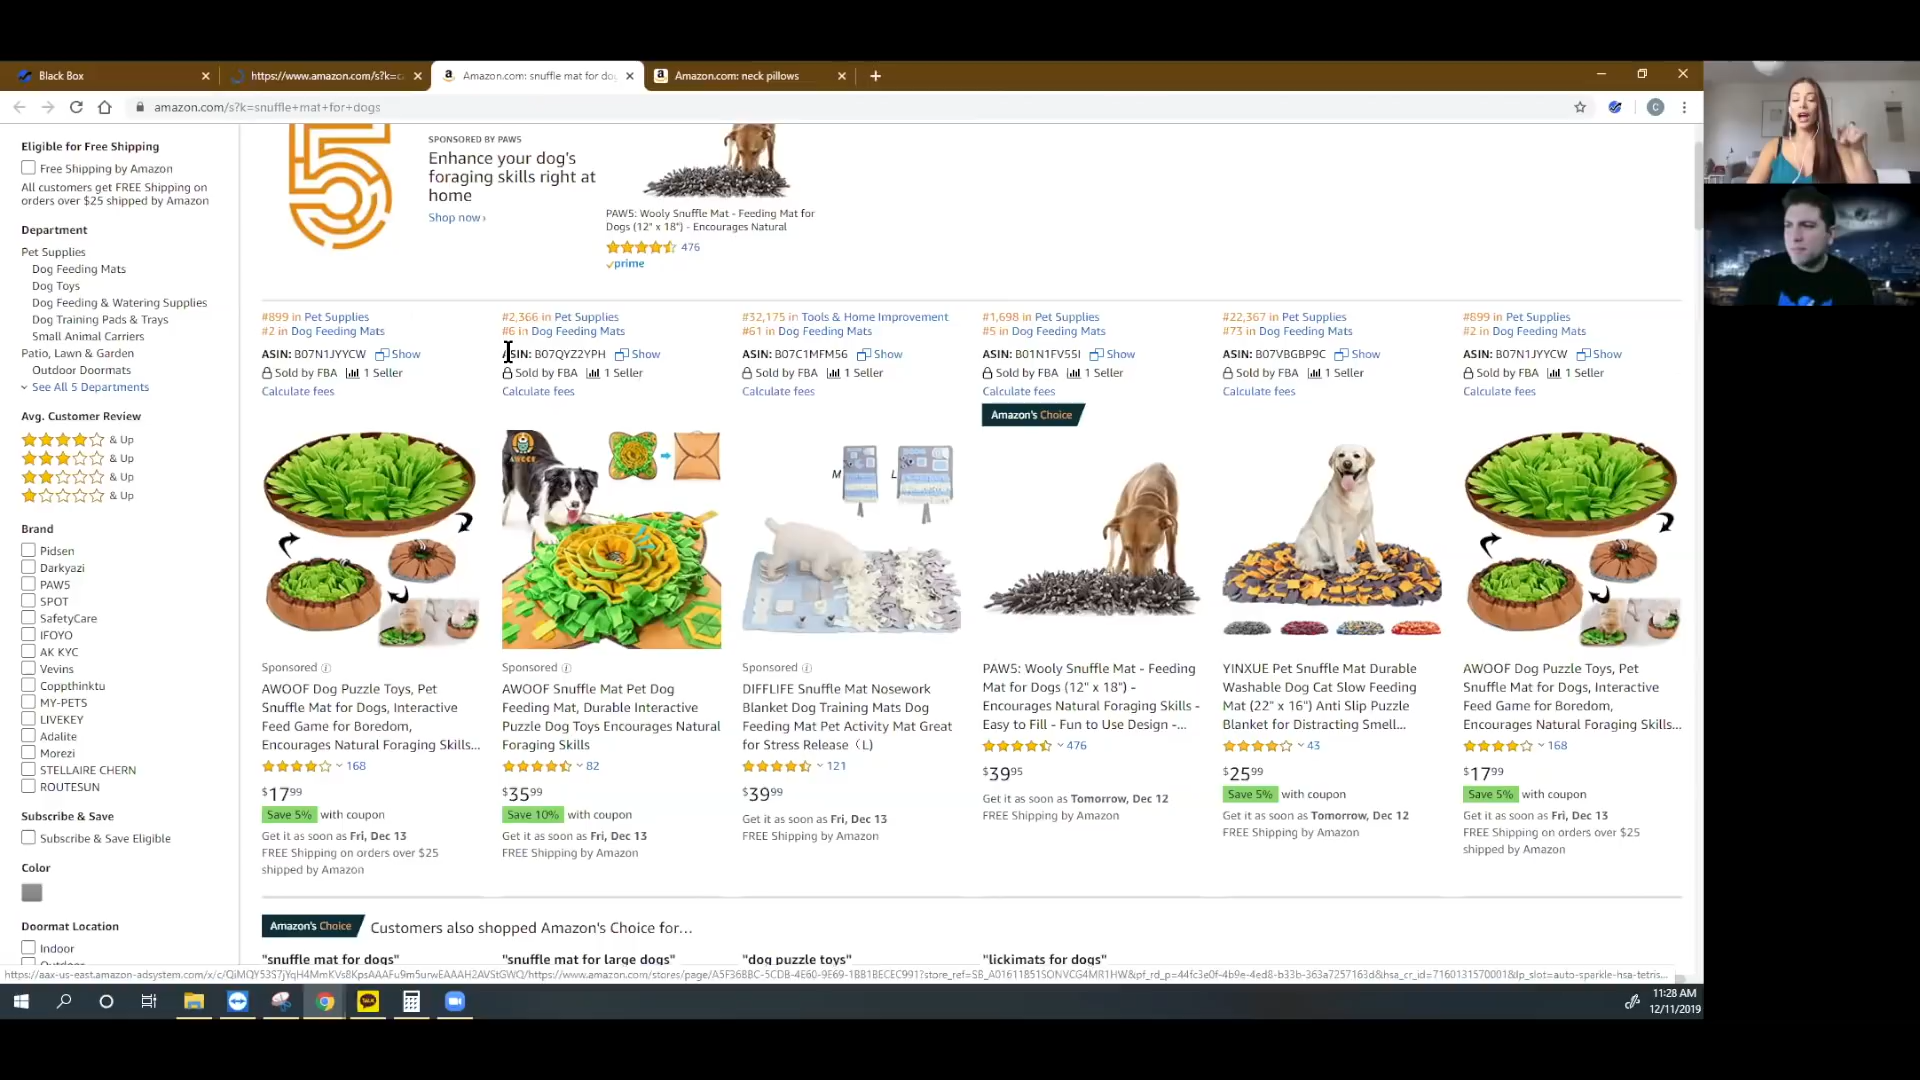 Black Box
https://www.amazon.com/s?k=c
Amazon.com: snuffle mat for do
Amazon.com: neck pillows
amazon.com/s?k=snuffle+mat+for+dogs
C
Eligible for Free Shipping
Free Shipping by Amazon
All customers get FREE Shipping on
orders over $25 shipped by Amazon
Department
Pet Supplies
Dog Feeding Mats
Dog Toys
Dog Feeding & Watering Supplies
Dog Training Pads & Trays
Small Animal Carriers
Patio, Lawn & Garden
Outdoor Doormats
See All 5 Departments
Avg. Customer Review
& Up
& Up
& Up
& Up
Brand
Pidsen
Darkyazi
PAW5
SPOT
SafetyCare
IFOYO
AK KYC
Vevins
Coppthinktu
MY-PETS
LIVEKEY
Adalite
Morezi
STELLAIRE CHERN
ROUTESUN
Subscribe & Save
Subscribe & Save Eligible
Color
Doormat Location
Indoor
5
SPONSORED BY PAW5
Enhance your dog's
foraging skills right at
home
Shop now ›
PAW5: Wooly Snuffle Mat - Feeding Mat for
Dogs (12" x 18") - Encourages Natural
476
prime
#899 in Pet Supplies
#2 in Dog Feeding Mats
ASIN: B07N1JYYCW Show
Sold by FBA 1 Seller
Calculate fees
Sponsored
AWOOF Dog Puzzle Toys, Pet
Snuffle Mat for Dogs, Interactive
Feed Game for Boredom,
Encourages Natural Foraging Skills...
168
$17.99
Save 5% with coupon
Get it as soon as Fri, Dec 13
FREE Shipping on orders over $25
shipped by Amazon
#2,366 in Pet Supplies
#6 in Dog Feeding Mats
ASIN: B07QYZ2YPH Show
Sold by FBA 1 Seller
Calculate fees
AWOOF
Sponsored
AWOOF Snuffle Mat Pet Dog
Feeding Mat, Durable Interactive
Puzzle Dog Toys Encourages Natural
Foraging Skills
82
$35.99
Save 10% with coupon
Get it as soon as Fri, Dec 13
FREE Shipping by Amazon
#32,175 in Tools & Home Improvement
#61 in Dog Feeding Mats
ASIN: B07C1MFM56 Show
Sold by FBA 1 Seller
Calculate fees
M L
Sponsored
DIFFLIFE Snuffle Mat Nosework
Blanket Dog Training Mats Dog
Feeding Mat Pet Activity Mat Great
for Stress Release（L）
121
$39.99
Get it as soon as Fri, Dec 13
FREE Shipping by Amazon
#1,698 in Pet Supplies
#5 in Dog Feeding Mats
ASIN: B01N1FV55I Show
Sold by FBA 1 Seller
Calculate fees
Amazon's Choice
PAW5: Wooly Snuffle Mat - Feeding
Mat for Dogs (12" x 18") -
Encourages Natural Foraging Skills -
Easy to Fill - Fun to Use Design -...
476
$39.95
Get it as soon as Tomorrow, Dec 12
FREE Shipping by Amazon
#22,367 in Pet Supplies
#73 in Dog Feeding Mats
ASIN: B07VBGBP9C Show
Sold by FBA 1 Seller
Calculate fees
YINXUE Pet Snuffle Mat Durable
Washable Dog Cat Slow Feeding
Mat (22" x 16") Anti Slip Puzzle
Blanket for Distracting Smell...
43
$25.99
Save 5% with coupon
Get it as soon as Tomorrow, Dec 12
FREE Shipping by Amazon
#899 in Pet Supplies
#2 in Dog Feeding Mats
ASIN: B07N1JYYCW Show
Sold by FBA 1 Seller
Calculate fees
AWOOF Dog Puzzle Toys, Pet
Snuffle Mat for Dogs, Interactive
Feed Game for Boredom,
Encourages Natural Foraging Skills...
168
$17.99
Save 5% with coupon
Get it as soon as Fri, Dec 13
FREE Shipping on orders over $25
shipped by Amazon
Amazon's Choice Customers also shopped Amazon's Choice for…
"snuffle mat for dogs" "snuffle mat for large dogs" "dog puzzle toys" "lickimats for dogs"
11:28 AM
12/11/2019